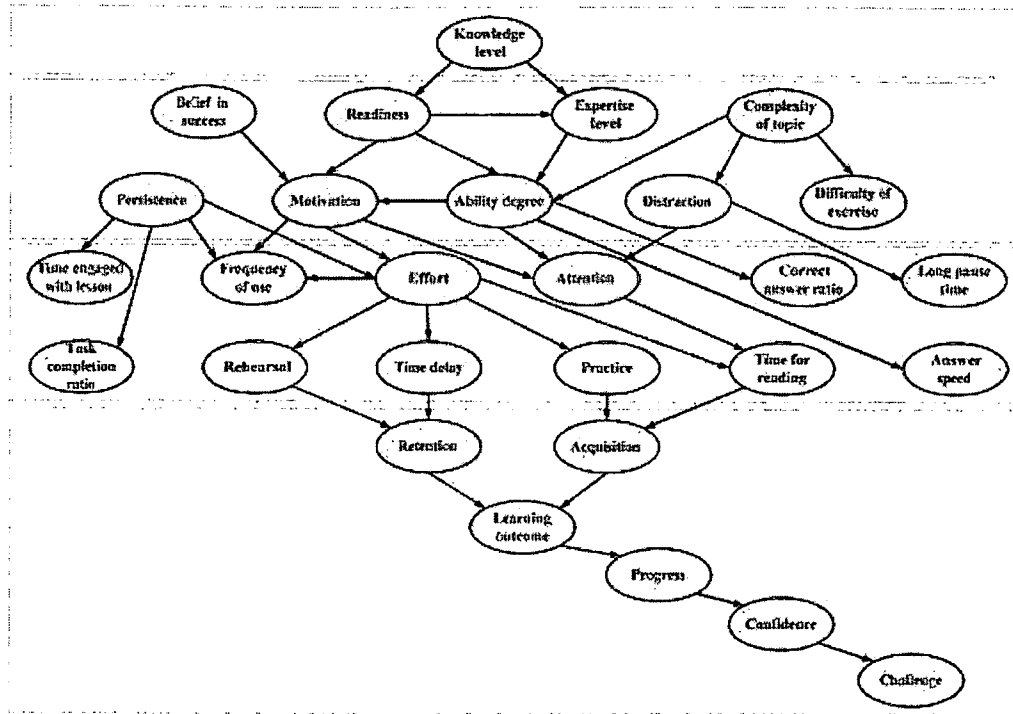 Knowledge
level
Belief in
success
Readiness
Expertise
level
Complexity
of topic
Persistence
Motivation
Ability degree
Distraction
Difficulty of
exercise
Time engaged
with lesson
Frequency
of use
Effort
Attention
Correct
answer ratio
Long pause
time
Task
completion
ratio
Rehearsal
Time delay
Practice
Time for
reading
Answer
speed
Retention
Acquisition
Learning
outcome
Progress
Confidence
Challenge